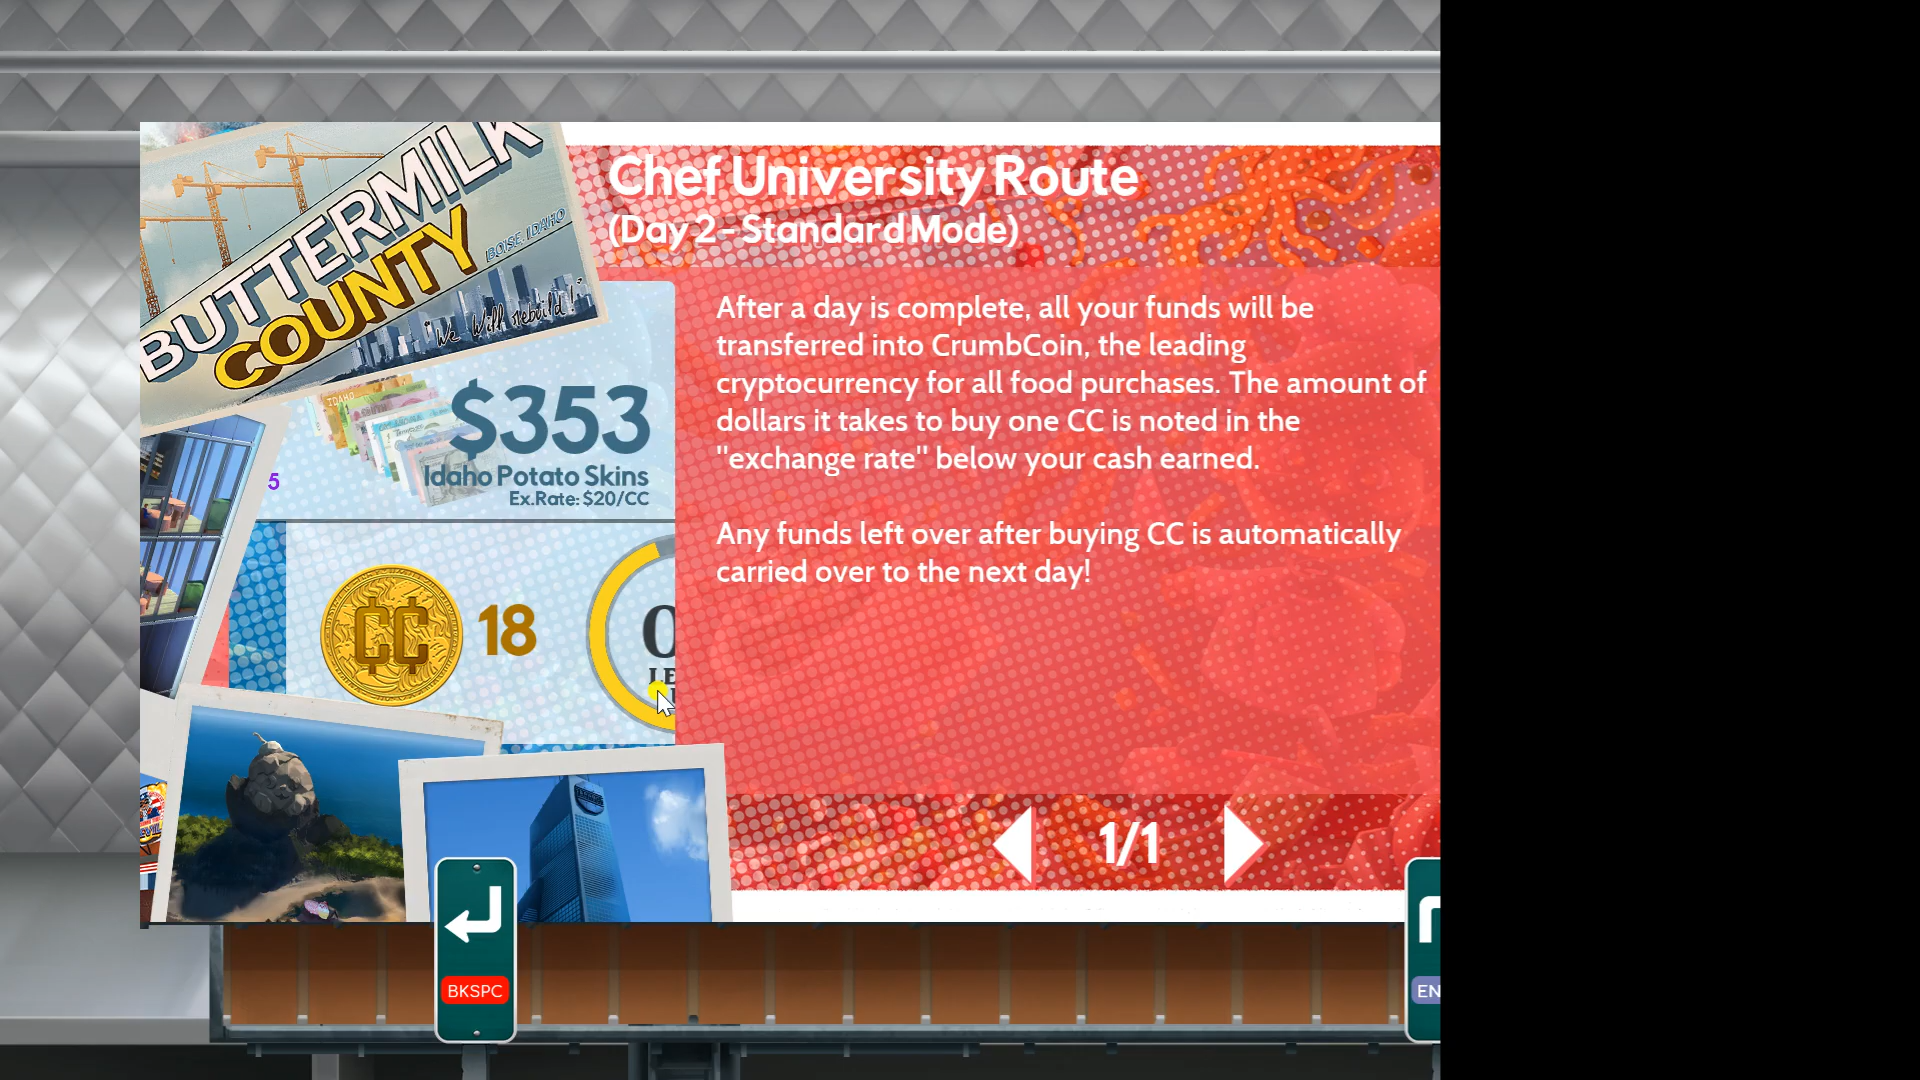 BUTTERMILK
COUNTY
BOISE, IDAHO
"We Will rebuild!"
Chef University Route
(Day 2 - Standard Mode)
After a day is complete, all your funds will be
transferred into CrumbCoin, the leading
cryptocurrency for all food purchases. The amount of
dollars it takes to buy one CC is noted in the
"exchange rate" below your cash earned.
Any funds left over after buying CC is automatically
carried over to the next day!
IDAHO
$353
Idaho Potato Skins
Ex.Rate: $20/CC
5
CC
18
0
LE
1/1
BKSPC
EN